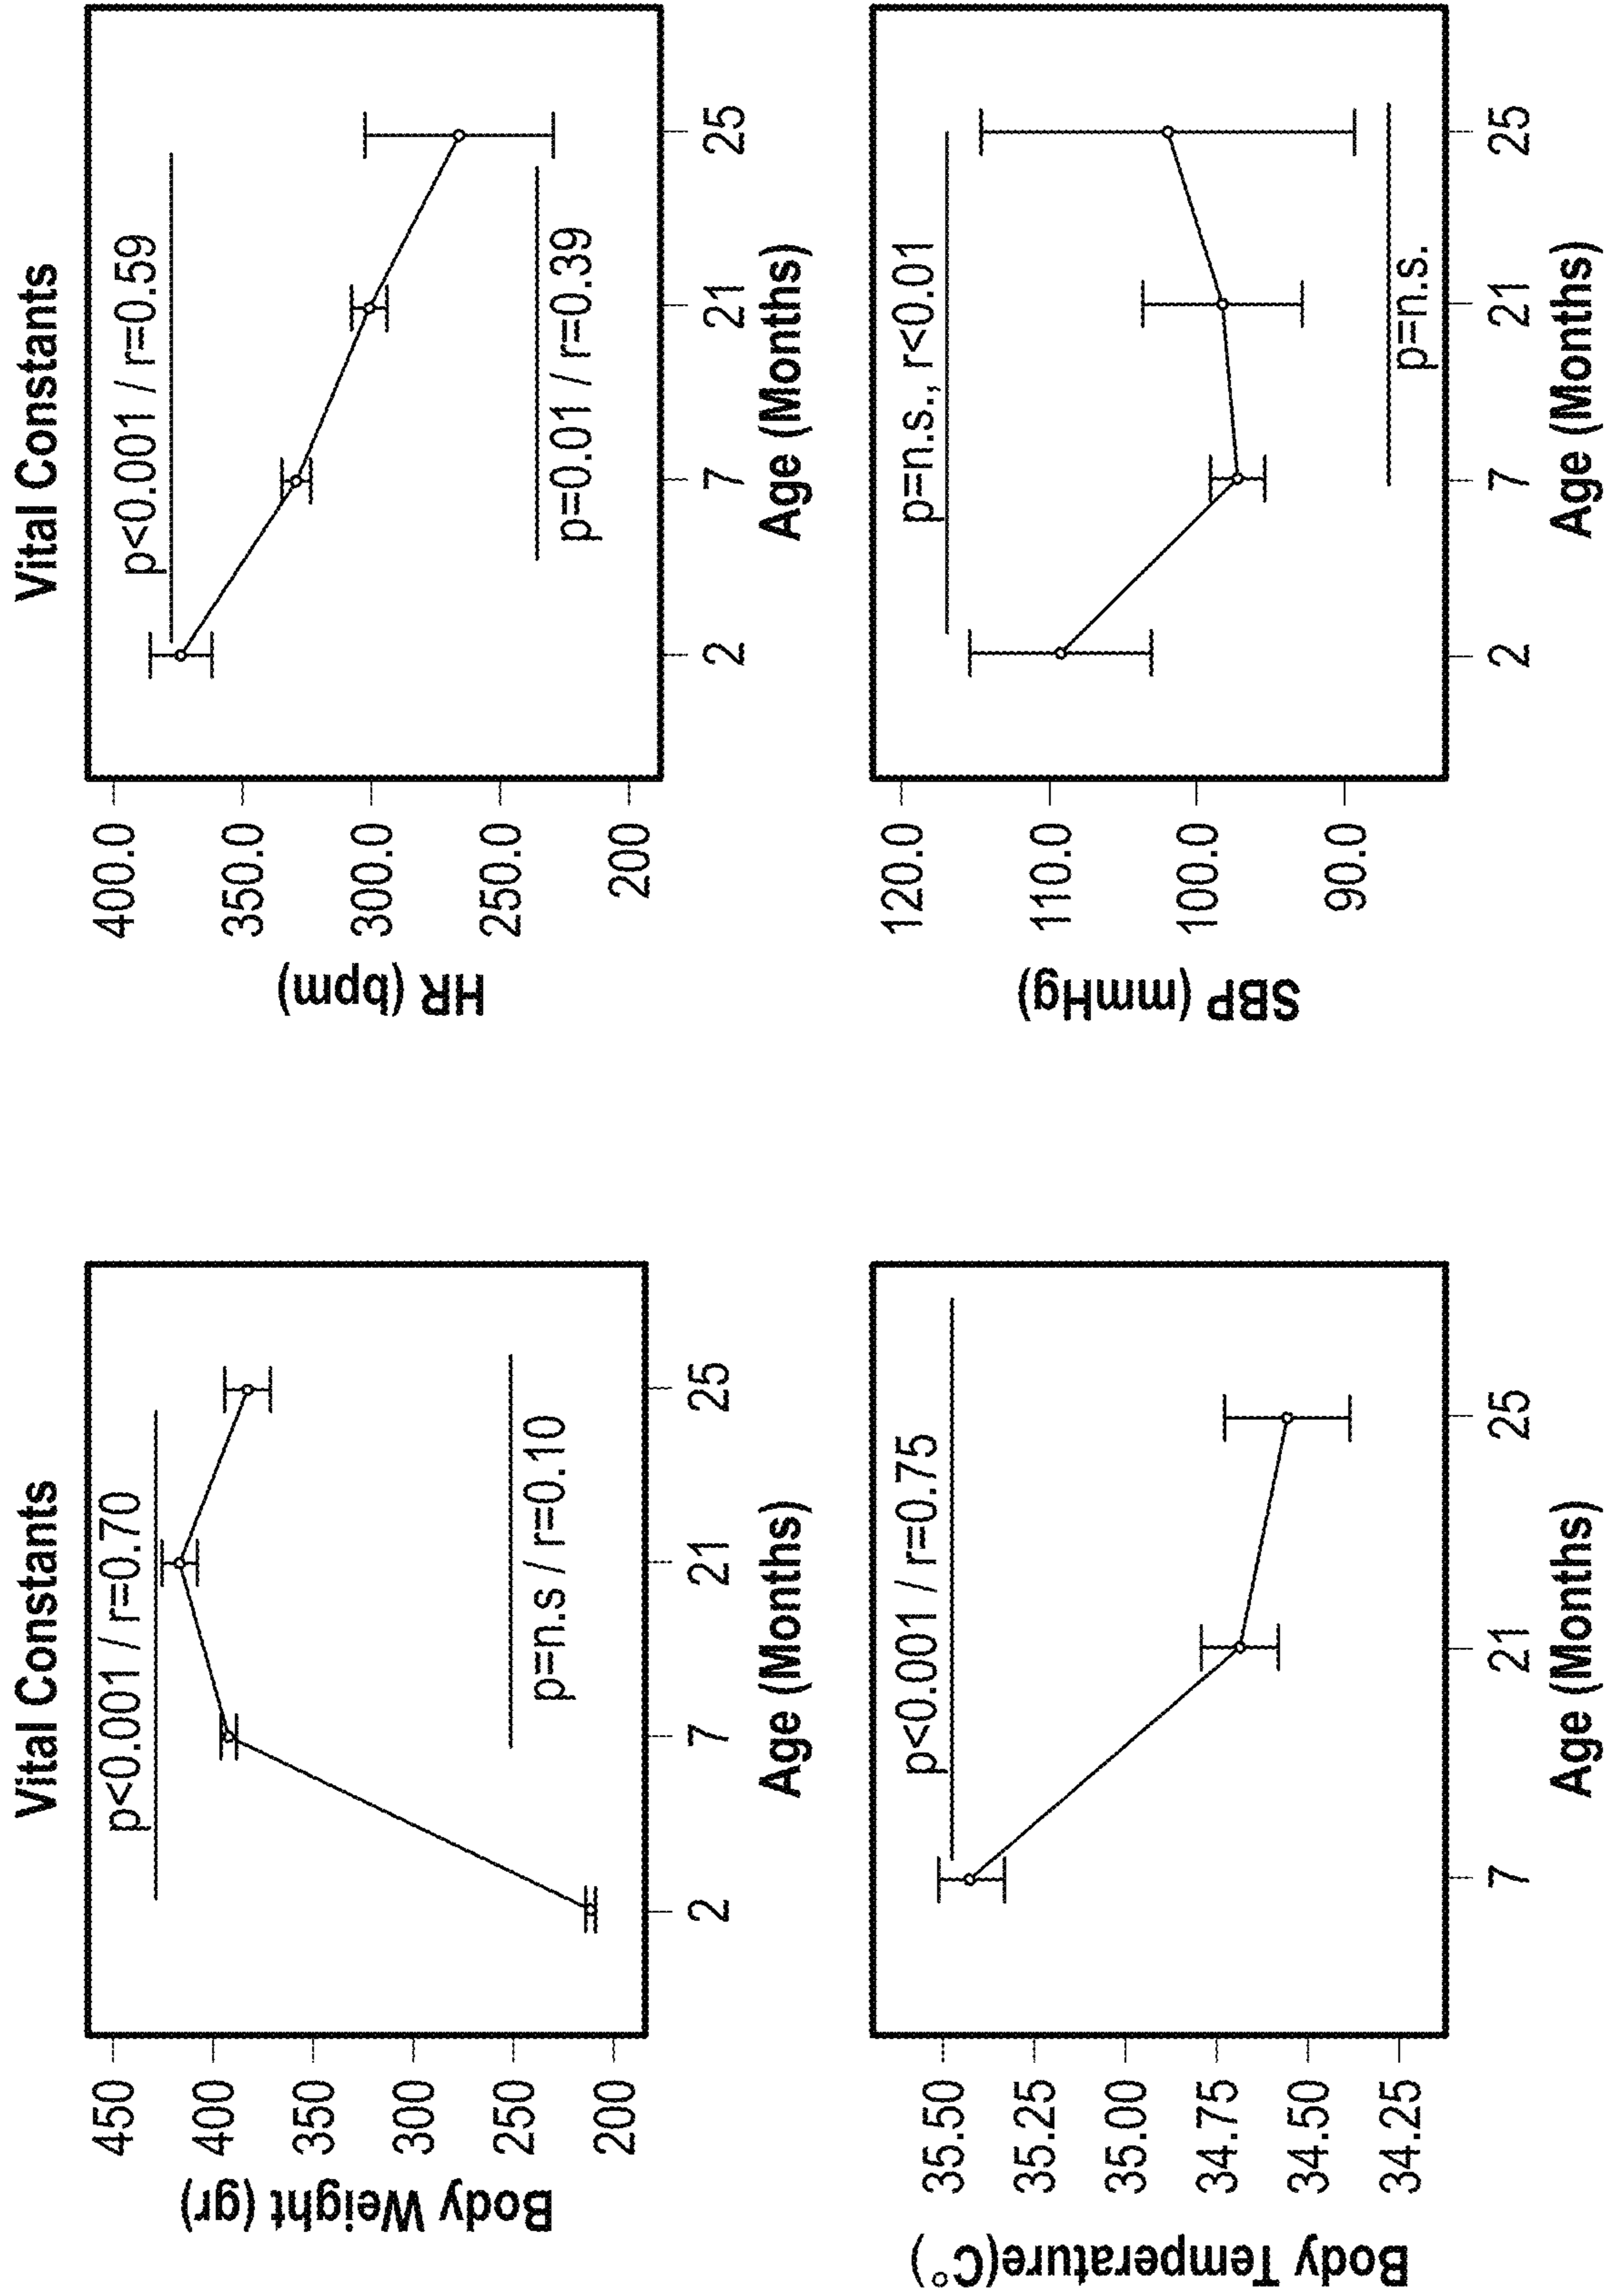 Vital Constants
Body Weight (gr)
450
400
350
300
250
200
p<0.001 / r=0.70
p=n.s / r=0.10
2
7
21
25
Age (Months)
Vital Constants
HR (bpm)
400.0
350.0
300.0
250.0
200
p<0.001 / r=0.59
p=0.01 / r=0.39
2
7
21
25
Age (Months)
Body Temperature(C°)
35.50
35.25
35.00
34.75
34.50
34.25
p<0.001 / r=0.75
7
21
25
Age (Months)
SBP (mmHg)
120.0
110.0
100.0
90.0
p=n.s., r<0.01
p=n.s.
2
7
21
25
Age (Months)